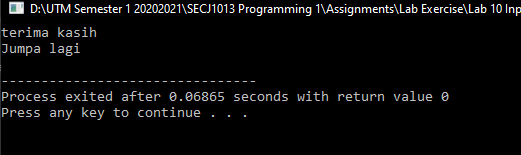 D:\UTM Semester 1 20202021\SECJ1013 Programming 1\Assignments\Lab Exercise\Lab 10 Inp
terima kasih
Jumpa lagi
--------------------------------
Process exited after 0.06865 seconds with return value 0
Press any key to continue . . .